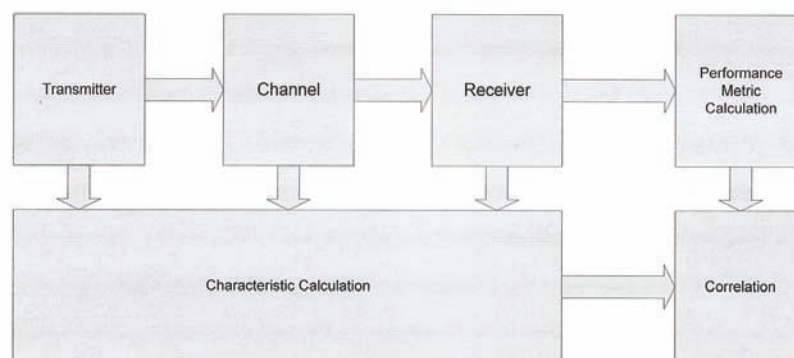 Transmitter
Channel
Receiver
Performance
Metric
Calculation
Characteristic Calculation
Correlation